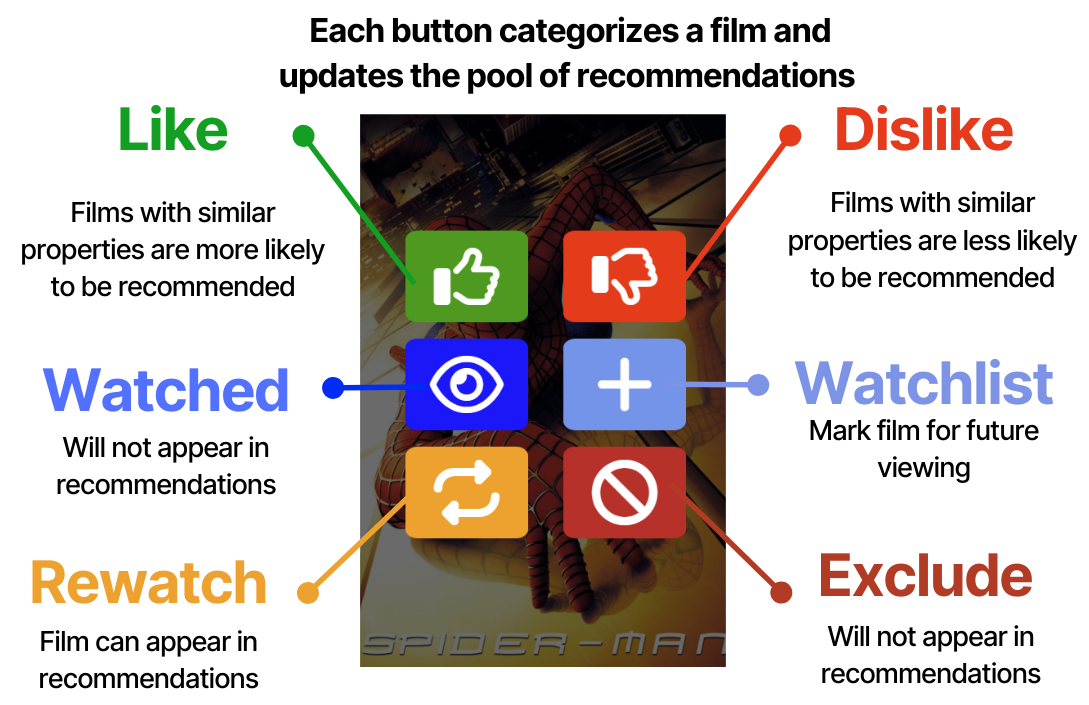 Each button categorizes a film and
updates the pool of recommendations
Like
Films with similar
properties are more likely
to be recommended
Dislike
Films with similar
properties are less likely
to be recommended
Watched
Will not appear in
recommendations
Watchlist
Mark film for future
viewing
Rewatch
Film can appear in
recommendations
Exclude
Will not appear in
recommendations
SPIDER-MAN